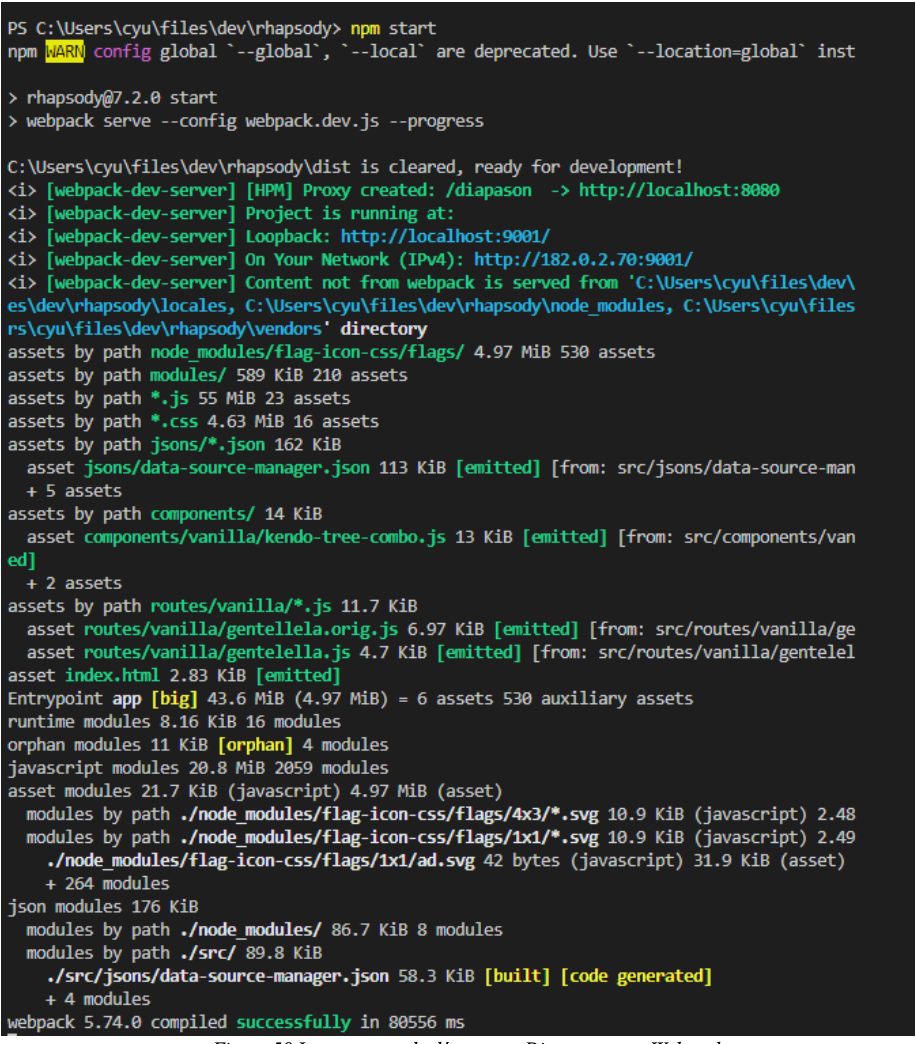 PS C:\Users\cyu\files\dev\rhapsody> npm start
npm WARN config global `--global`, `--local` are deprecated. Use `--location=global` inst
> rhapsody@7.2.0 start
> webpack serve --config webpack.dev.js --progress
C:\Users\cyu\files\dev\rhapsody\dist is cleared, ready for development!
<i> [webpack-dev-server] [HPM] Proxy created: /diapason  -> http://localhost:8080
<i> [webpack-dev-server] Project is running at:
<i> [webpack-dev-server] Loopback: http://localhost:9001/
<i> [webpack-dev-server] On Your Network (IPv4): http://182.0.2.70:9001/
<i> [webpack-dev-server] Content not from webpack is served from 'C:\Users\cyu\files\dev\
es\dev\rhapsody\locales, C:\Users\cyu\files\dev\rhapsody\node_modules, C:\Users\cyu\files
rs\cyu\files\dev\rhapsody\vendors' directory
assets by path node_modules/flag-icon-css/flags/ 4.97 MiB 530 assets
assets by path modules/ 589 KiB 210 assets
assets by path *.js 55 MiB 23 assets
assets by path *.css 4.63 MiB 16 assets
assets by path jsons/*.json 162 KiB
  asset jsons/data-source-manager.json 113 KiB [emitted] [from: src/jsons/data-source-man
  + 5 assets
assets by path components/ 14 KiB
  asset components/vanilla/kendo-tree-combo.js 13 KiB [emitted] [from: src/components/van
ed]
  + 2 assets
assets by path routes/vanilla/*.js 11.7 KiB
  asset routes/vanilla/gentellela.orig.js 6.97 KiB [emitted] [from: src/routes/vanilla/ge
  asset routes/vanilla/gentelella.js 4.7 KiB [emitted] [from: src/routes/vanilla/gentelel
asset index.html 2.83 KiB [emitted]
Entrypoint app [big] 43.6 MiB (4.97 MiB) = 6 assets 530 auxiliary assets
runtime modules 8.16 KiB 16 modules
orphan modules 11 KiB [orphan] 4 modules
javascript modules 20.8 MiB 2059 modules
asset modules 21.7 KiB (javascript) 4.97 MiB (asset)
  modules by path ./node_modules/flag-icon-css/flags/4x3/*.svg 10.9 KiB (javascript) 2.48
  modules by path ./node_modules/flag-icon-css/flags/1x1/*.svg 10.9 KiB (javascript) 2.49
    ./node_modules/flag-icon-css/flags/1x1/ad.svg 42 bytes (javascript) 31.9 KiB (asset)
    + 264 modules
json modules 176 KiB
  modules by path ./node_modules/ 86.7 KiB 8 modules
  modules by path ./src/ 89.8 KiB
    ./src/jsons/data-source-manager.json 58.3 KiB [built] [code generated]
    + 4 modules
webpack 5.74.0 compiled successfully in 80556 ms